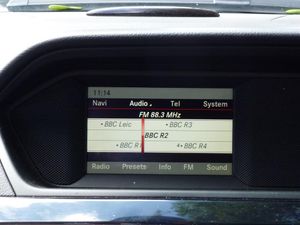 11:14
Navi Audio Tel System
FM 88.3 MHz
BBC Leic BBC R3
BBC R2
BBC R1 BBC R4
Radio Presets Info FM Sound